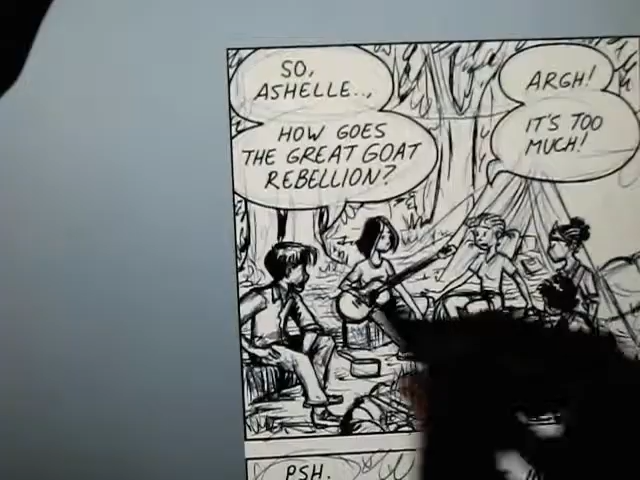 SO,
ASHELLE..,
HOW GOES
THE GREAT GOAT
REBELLION?
ARGH!
IT'S TOO
MUCH!
PSH.